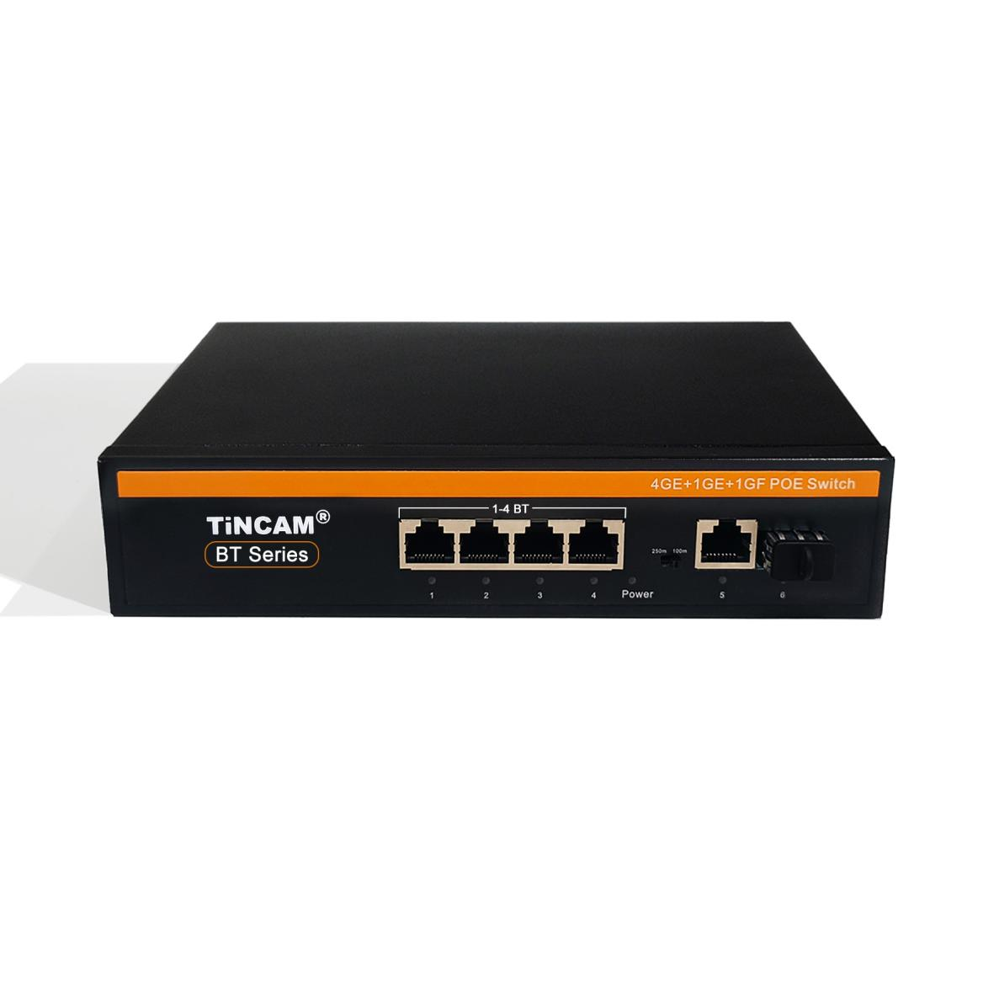 4GE+1GE+1GF POE Switch
1-4 BT
TiNCAM®
BT Series
250m 100m
1 2 3 4 Power 5 6